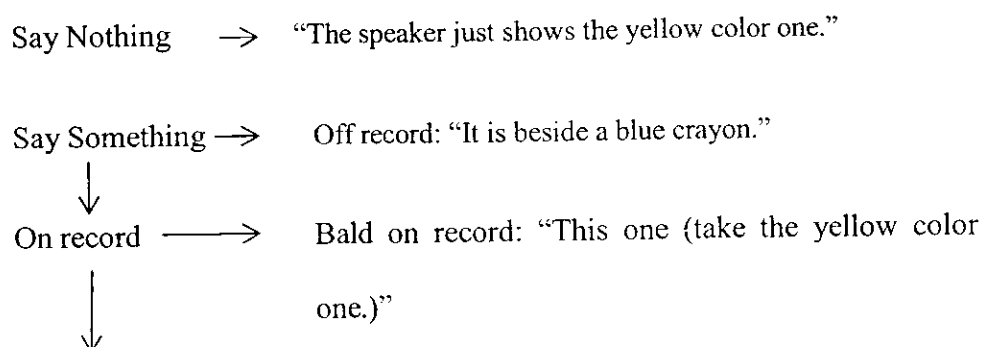 Say Nothing → “The speaker just shows the yellow color one.”
Say Something → Off record: “It is beside a blue crayon.”
On record → Bald on record: “This one (take the yellow color
one.)”